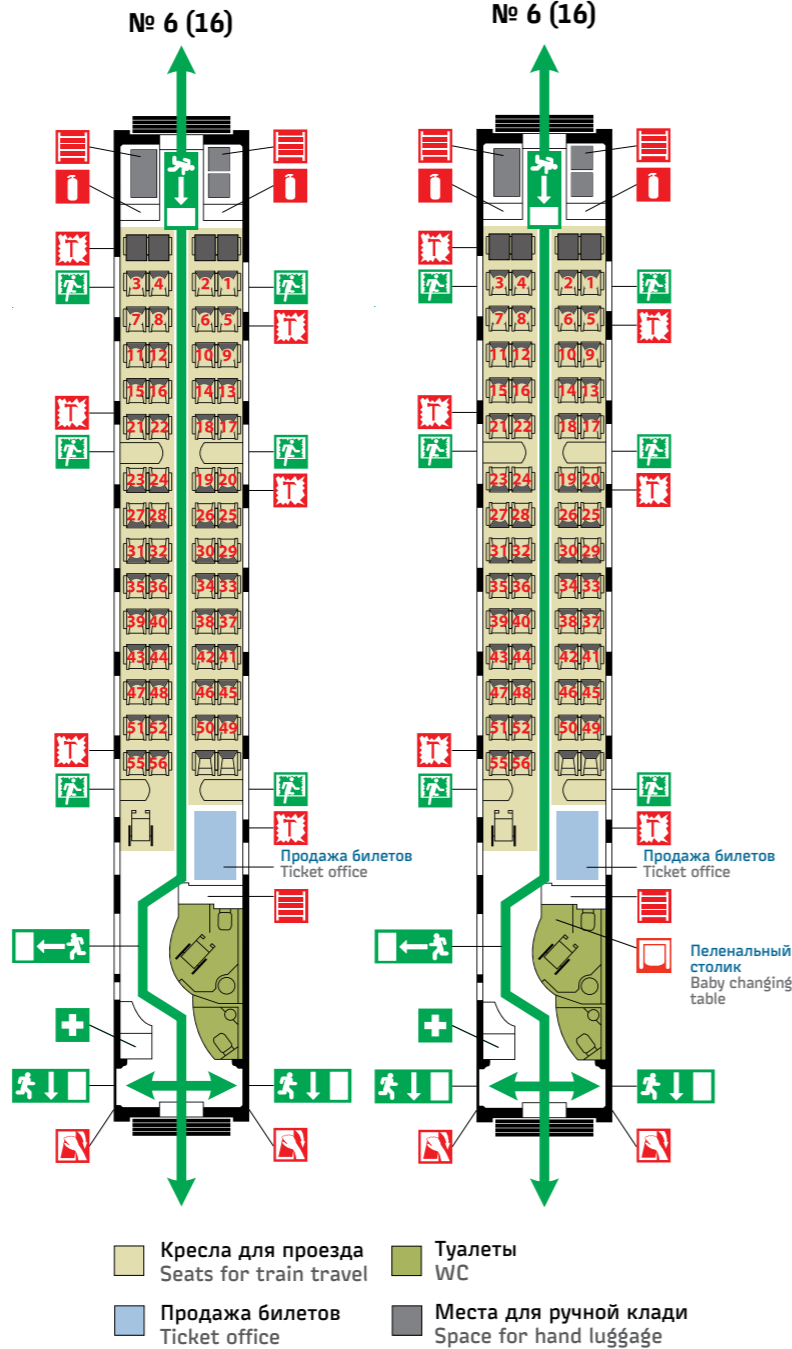 № 6 (16)
№ 6 (16)
T
T
3 4 2 1
3 4 2 1
7 8 6 5
7 8 6 5
T
T
11 12 10 9
11 12 10 9
15 16 14 13
15 16 14 13
T
T
21 22 18 17
21 22 18 17
23 24 19 20
23 24 19 20
T
T
27 28 26 25
27 28 26 25
31 32 30 29
31 32 30 29
35 36 34 33
35 36 34 33
39 40 38 37
39 40 38 37
43 44 42 41
43 44 42 41
47 48 46 45
47 48 46 45
51 52 50 49
51 52 50 49
T
T
55 56
55 56
T
T
Продажа билетов
Ticket office
Продажа билетов
Ticket office
Пеленальный
столик
Baby changing
table
Кресла для проезда
Seats for train travel
Туалеты
WC
Продажа билетов
Ticket office
Места для ручной клади
Space for hand luggage